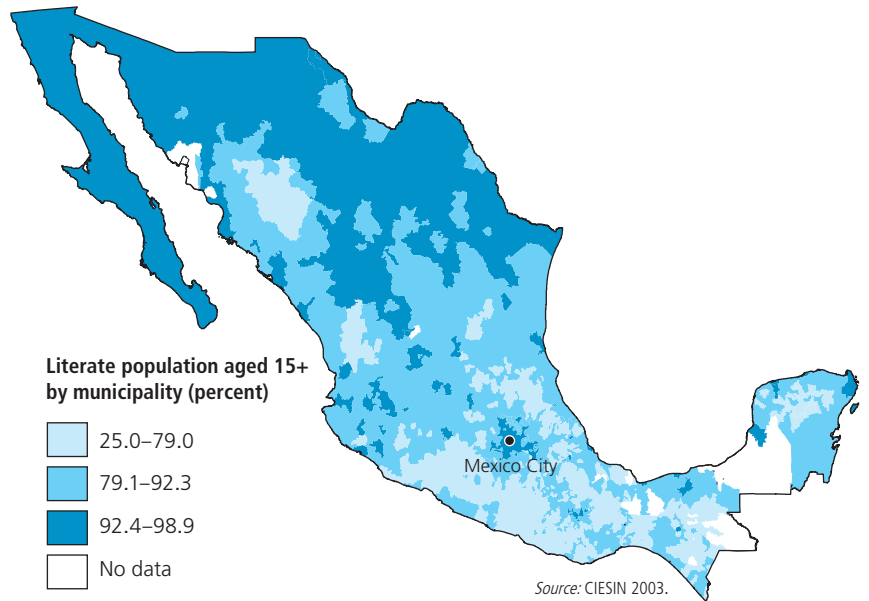 Literate population aged 15+
by municipality (percent)
25.0–79.0
79.1–92.3
92.4–98.9
No data
Mexico City
Source: CIESIN 2003.